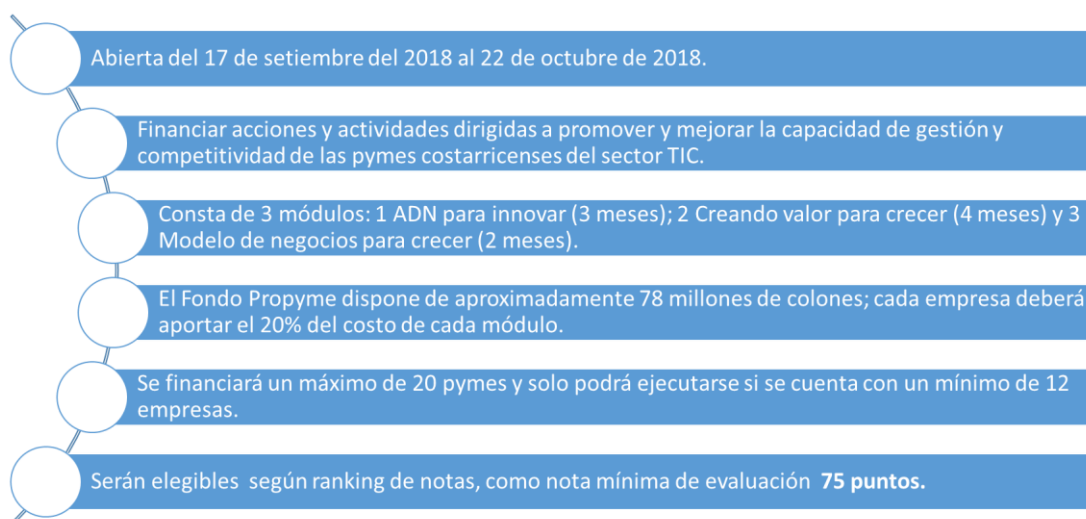 Abierta del 17 de setiembre del 2018 al 22 de octubre de 2018.
Financiar acciones y actividades dirigidas a promover y mejorar la capacidad de gestión y
competitividad de las pymes costarricenses del sector TIC.
Consta de 3 módulos: 1 ADN para innovar (3 meses); 2 Creando valor para crecer (4 meses) y 3
Modelo de negocios para crecer (2 meses).
El Fondo Propyme dispone de aproximadamente 78 millones de colones; cada empresa deberá
aportar el 20% del costo de cada módulo.
Se financiará un máximo de 20 pymes y solo podrá ejecutarse si se cuenta con un mínimo de 12
empresas.
Serán elegibles según ranking de notas, como nota mínima de evaluación 75 puntos.